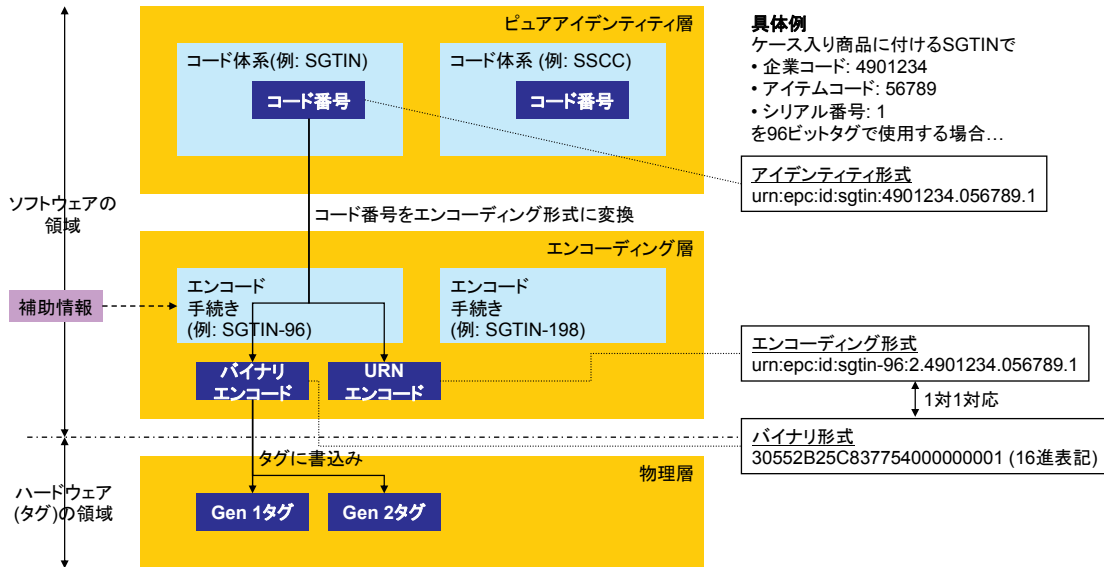 ピュアアイデンティティ層
コード体系(例: SGTIN)
コード番号
コード体系 (例: SSCC)
コード番号
コード番号をエンコーディング形式に変換
ソフトウェアの
領域
補助情報
エンコーディング層
エンコード
手続き
(例: SGTIN-96)
エンコード
手続き
(例: SGTIN-198)
バイナリ
エンコード
URN
エンコード
タグに書込み
物理層
ハードウェア
(タグ)の領域
Gen 1タグ
Gen 2タグ
具体例
ケース入り商品に付けるSGTINで
• 企業コード: 4901234
• アイテムコード: 56789
• シリアル番号: 1
を96ビットタグで使用する場合…
アイデンティティ形式
urn:epc:id:sgtin:4901234.056789.1
エンコーディング形式
urn:epc:id:sgtin-96:2.4901234.056789.1
1対1対応
バイナリ形式
30552B25C837754000000001 (16進表記)